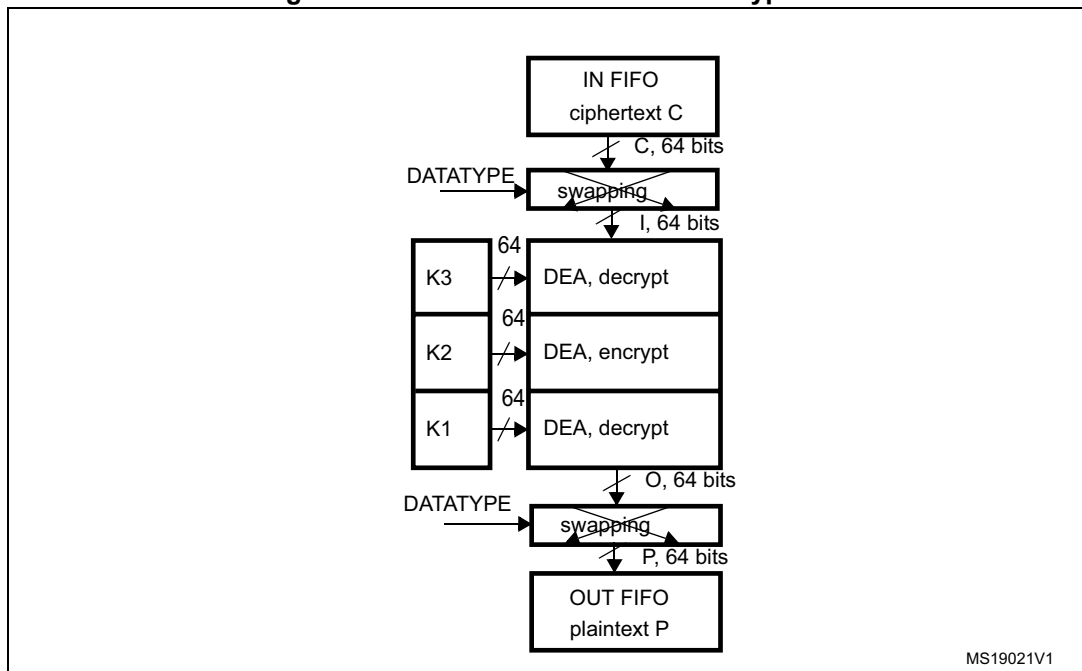 IN FIFO
ciphertext C
C, 64 bits
DATATYPE
swapping
I, 64 bits
64
K3
DEA, decrypt
64
K2
DEA, encrypt
64
K1
DEA, decrypt
O, 64 bits
DATATYPE
swapping
P, 64 bits
OUT FIFO
plaintext P
MS19021V1